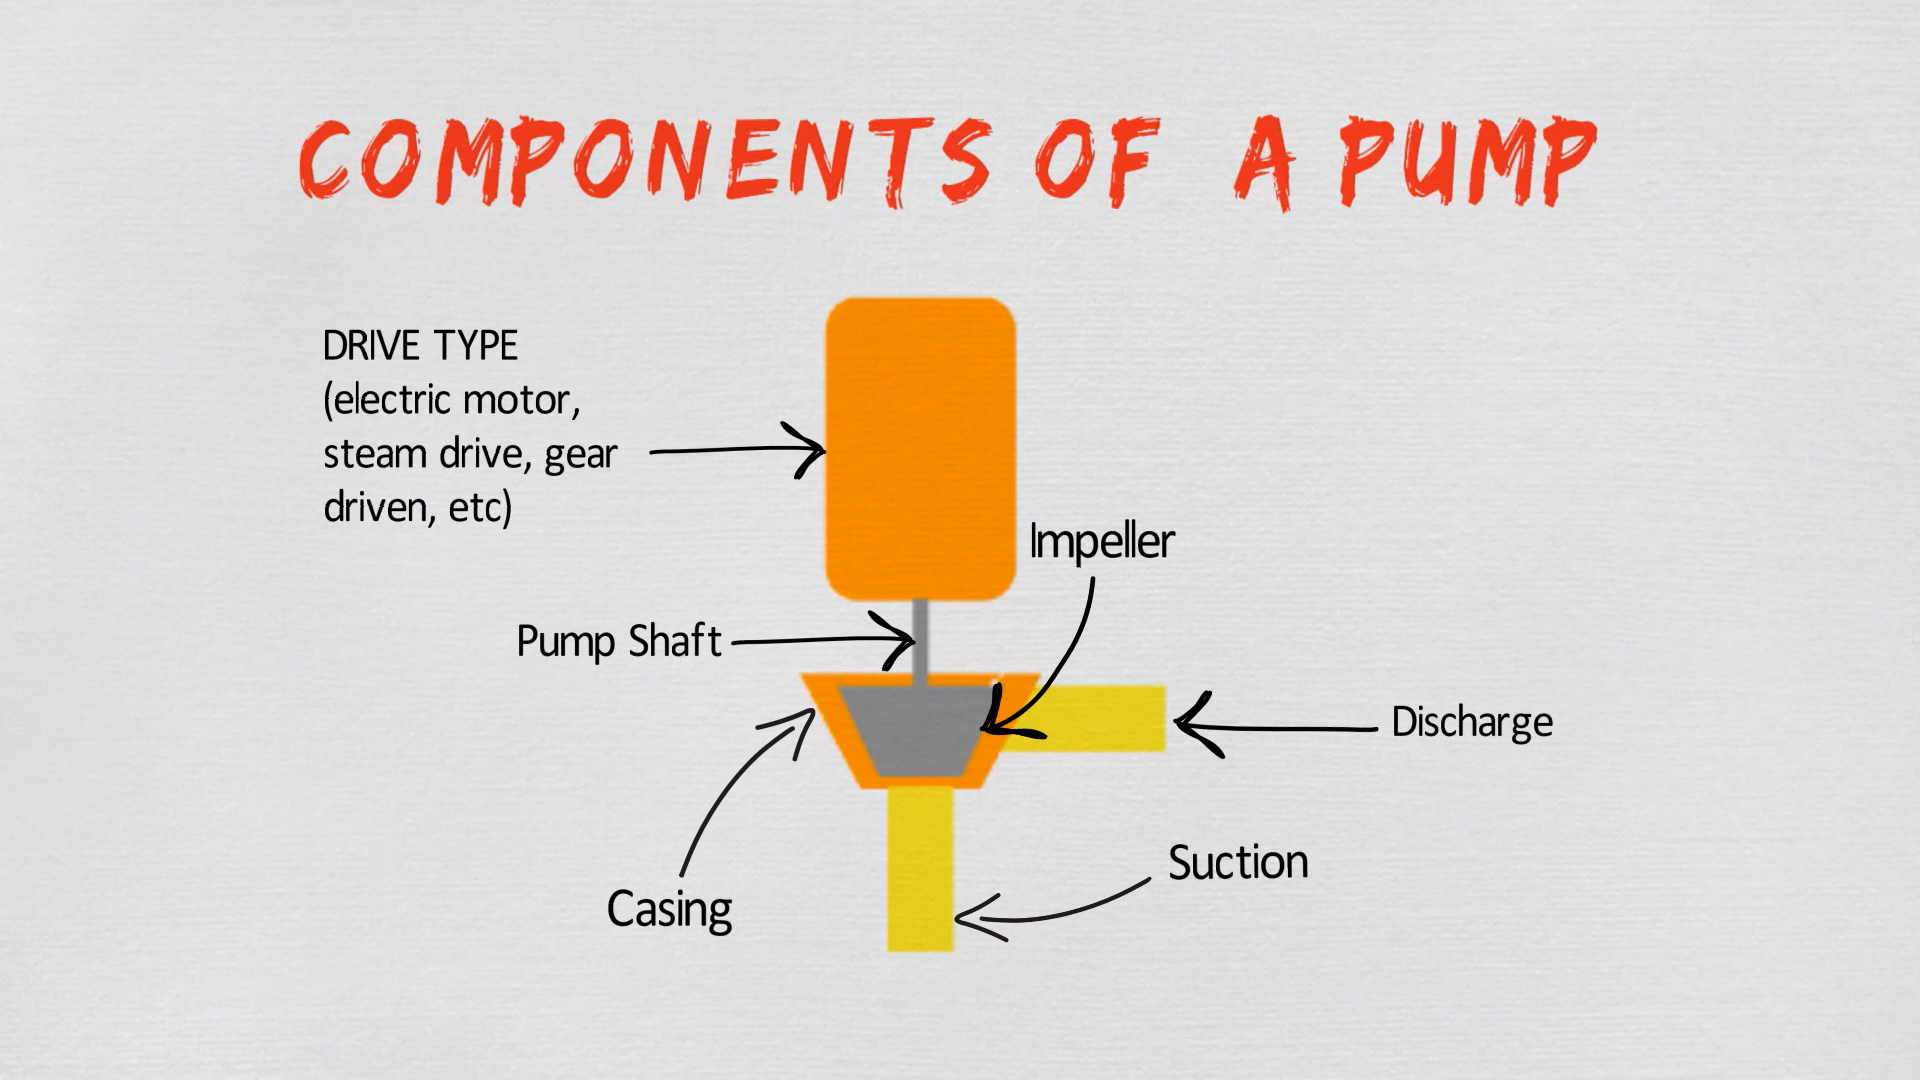 COMPONENTS OF A PUMP
DRIVE TYPE
(electric motor,
steam drive, gear
driven, etc)
Impeller
Pump Shaft
Discharge
Suction
Casing